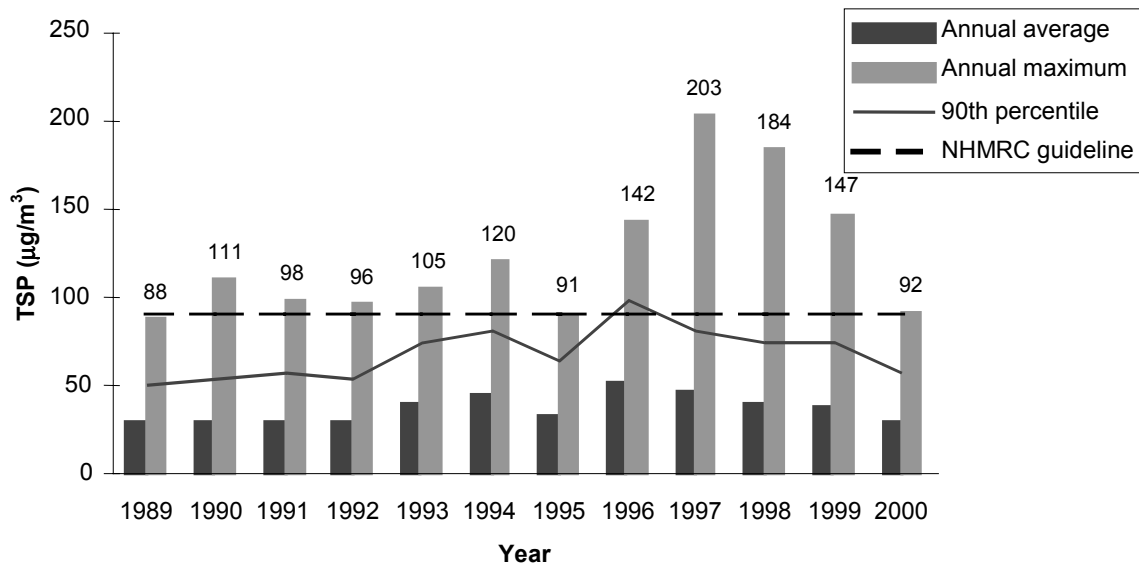 250
200
150
100
50
0
TSP (μg/m³)
Annual average
Annual maximum
90th percentile
NHMRC guideline
88
111
98
96
105
120
91
142
203
184
147
92
1989 1990 1991 1992 1993 1994 1995 1996 1997 1998 1999 2000
Year